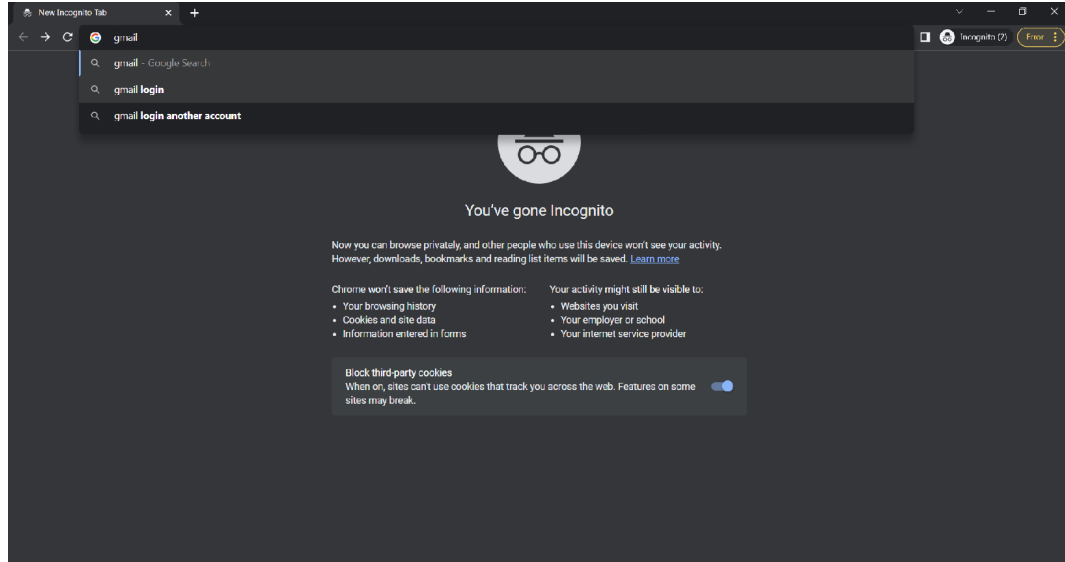 New Incognito Tab
gmail
Incognito (2)
Error
gmail - Google Search
gmail login
gmail login another account
You've gone Incognito
Now you can browse privately, and other people who use this device won't see your activity.
However, downloads, bookmarks and reading list items will be saved. Learn more
Chrome won't save the following information:
• Your browsing history
• Cookies and site data
• Information entered in forms
Your activity might still be visible to:
• Websites you visit
• Your employer or school
• Your internet service provider
Block third-party cookies
When on, sites can't use cookies that track you across the web. Features on some
sites may break.